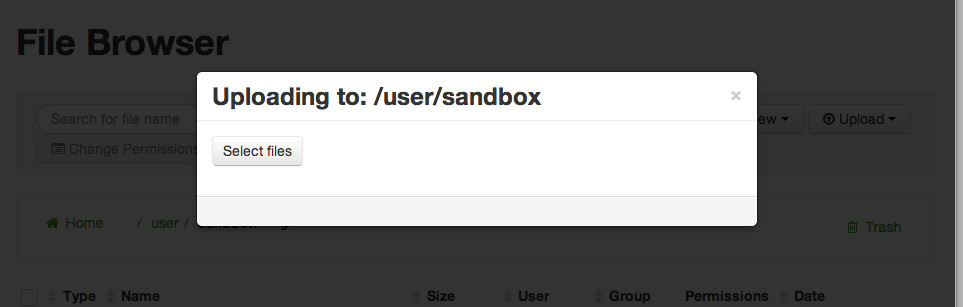 File Browser
Uploading to: /user/sandbox ×
Search for file name ew Upload
Change Permissions
Select files
Home / user /
Trash
Type Name Size User Group Permissions Date